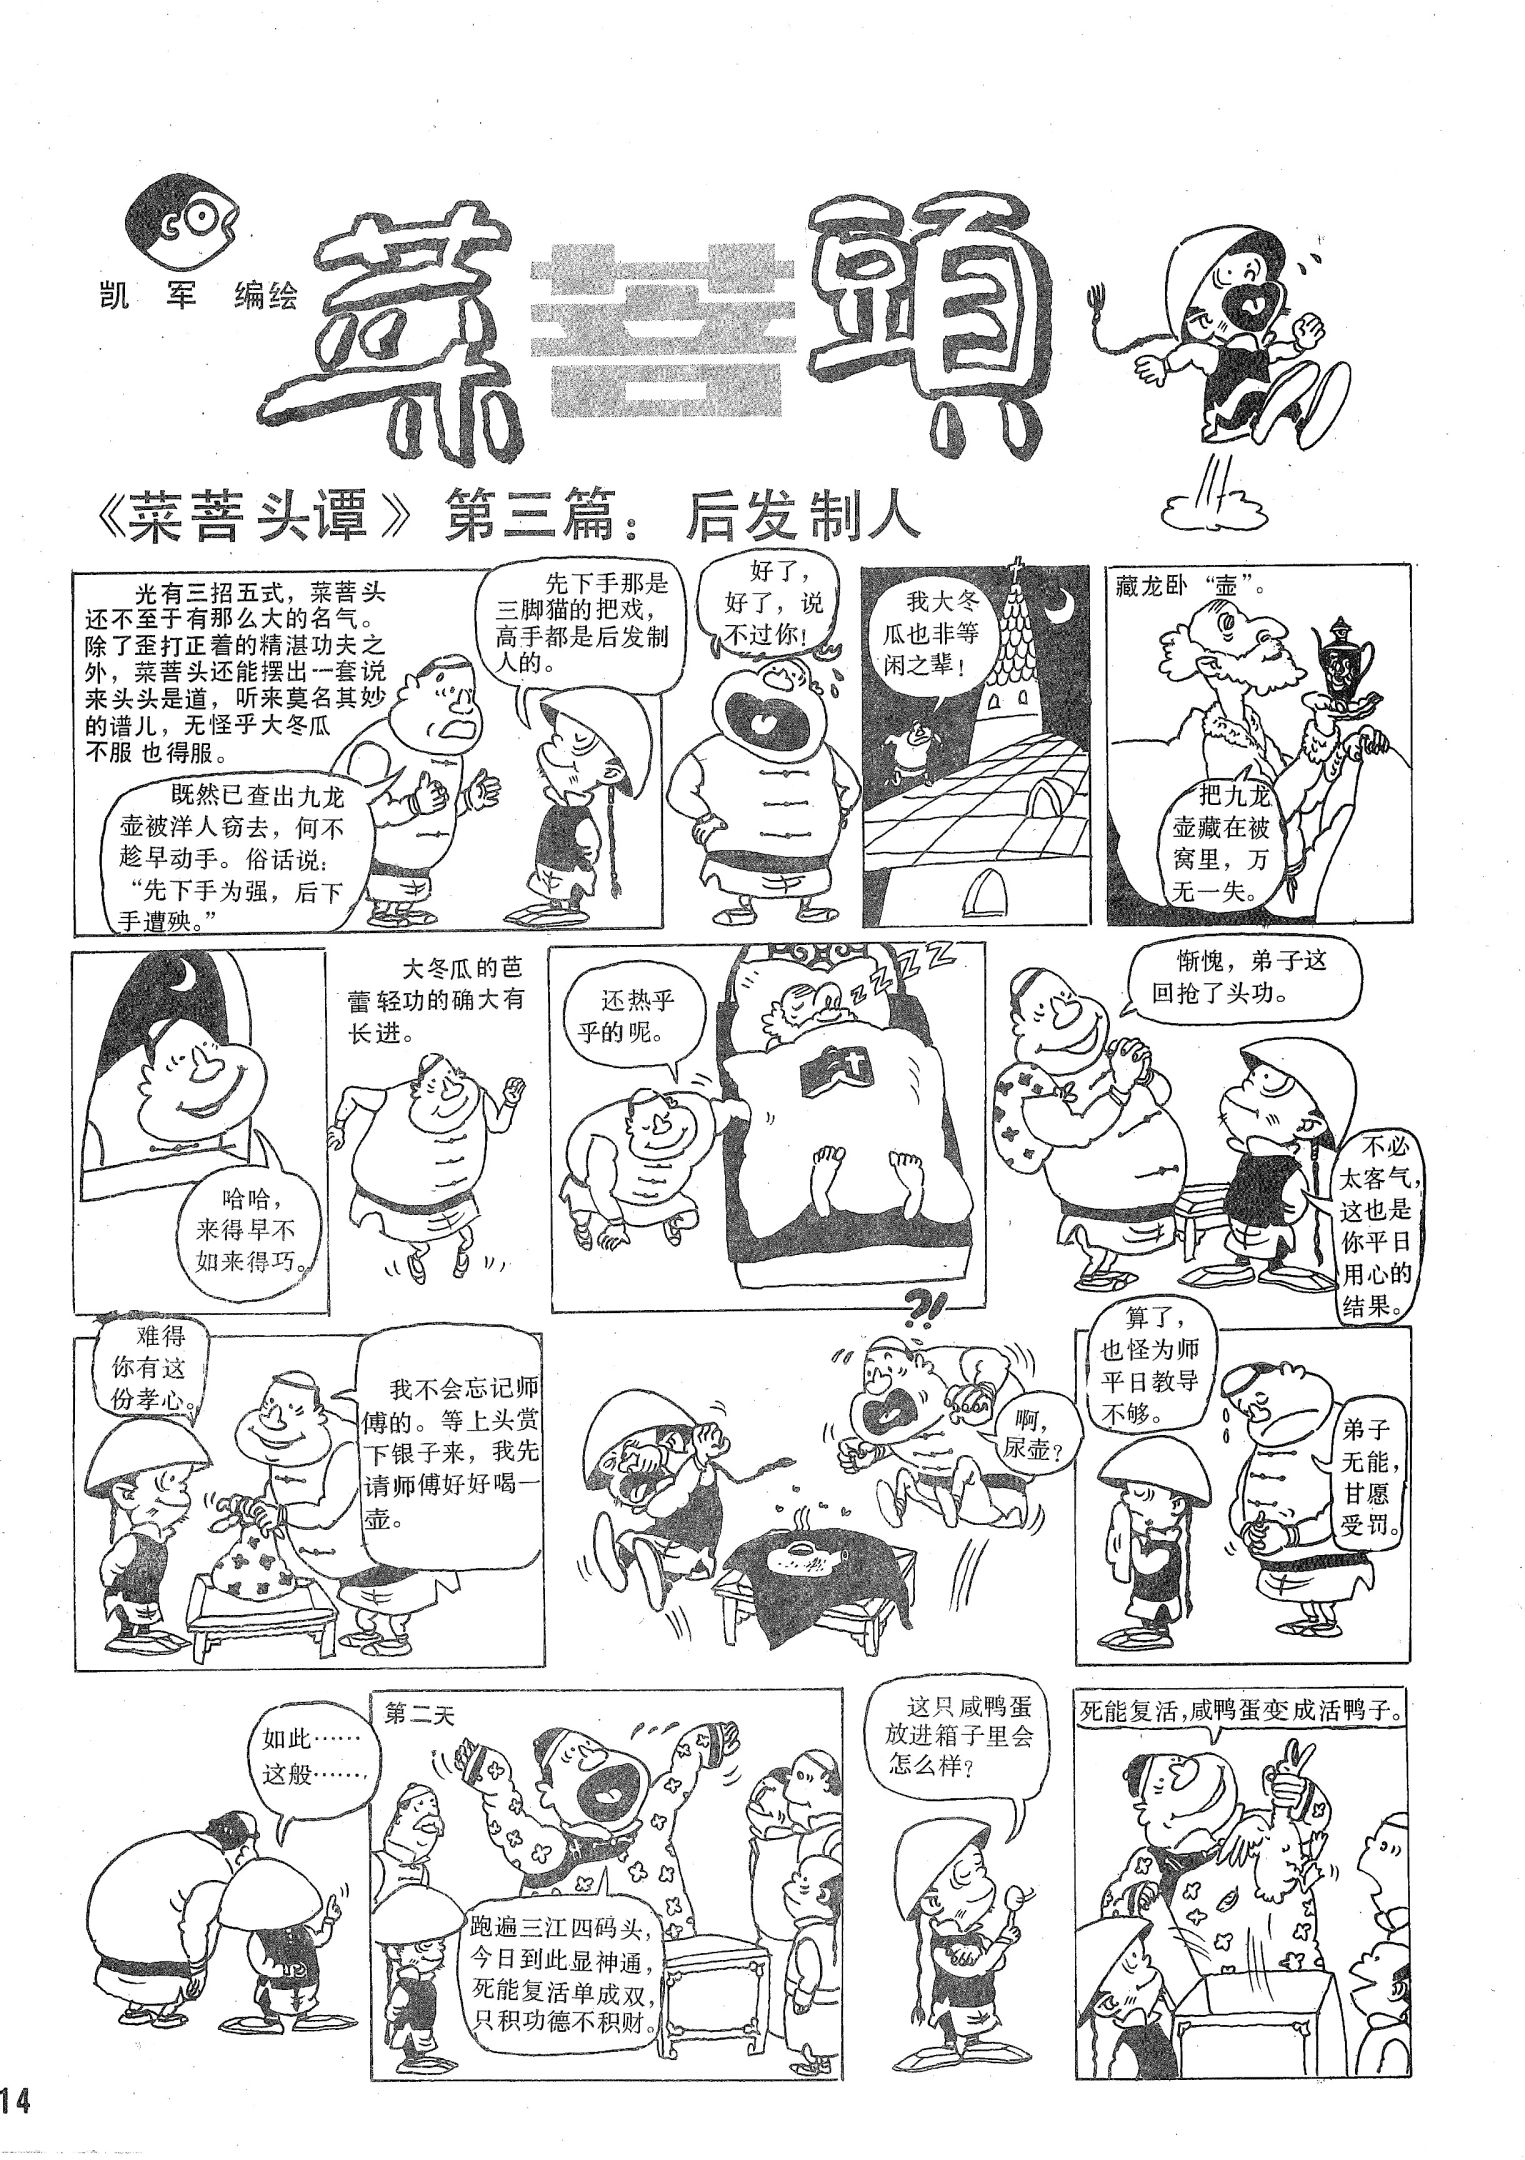 凯 军 编绘
菜菩頭
《菜菩头谭》第三篇：后发制人
光有三招五式，菜菩头
还不至于有那么大的名气。
除了歪打正着的精湛功夫之
外，菜菩头还能摆出一套说
来头头是道，听来莫名其妙
的谱儿，无怪乎大冬瓜
不服也得服。
既然已查出九龙
壶被洋人窃去，何不
趁早动手。俗话说：
“先下手为强，后下
手遭殃。”
先下手那是
三脚猫的把戏，
高手都是后发制
人的。
好了，
好了，说
不过你！
我大冬
瓜也非等
闲之辈！
藏龙卧“壶”。
把九龙
壶藏在被
窝里，万
无一失。
哈哈，
来得早不
如来得巧。
大冬瓜的芭
蕾轻功的确大有
长进。
还热乎
乎的呢。
ZZZZZ
惭愧，弟子这
回抢了头功。
不必
太客气，
这也是
你平日
用心的
结果。
难得
你有这
份孝心。
我不会忘记师
傅的。等上头赏
下银子来，我先
请师傅好好喝一
壶。
?!
啊，
尿壶？
算了，
也怪为师
平日教导
不够。
弟子
无能，
甘愿
受罚。
如此……
这般……
第二天
跑遍三江四码头，
今日到此显神通，
死能复活单成双，
只积功德不积财。
这只咸鸭蛋
放进箱子里会
怎么样？
死能复活，咸鸭蛋变成活鸭子。
14